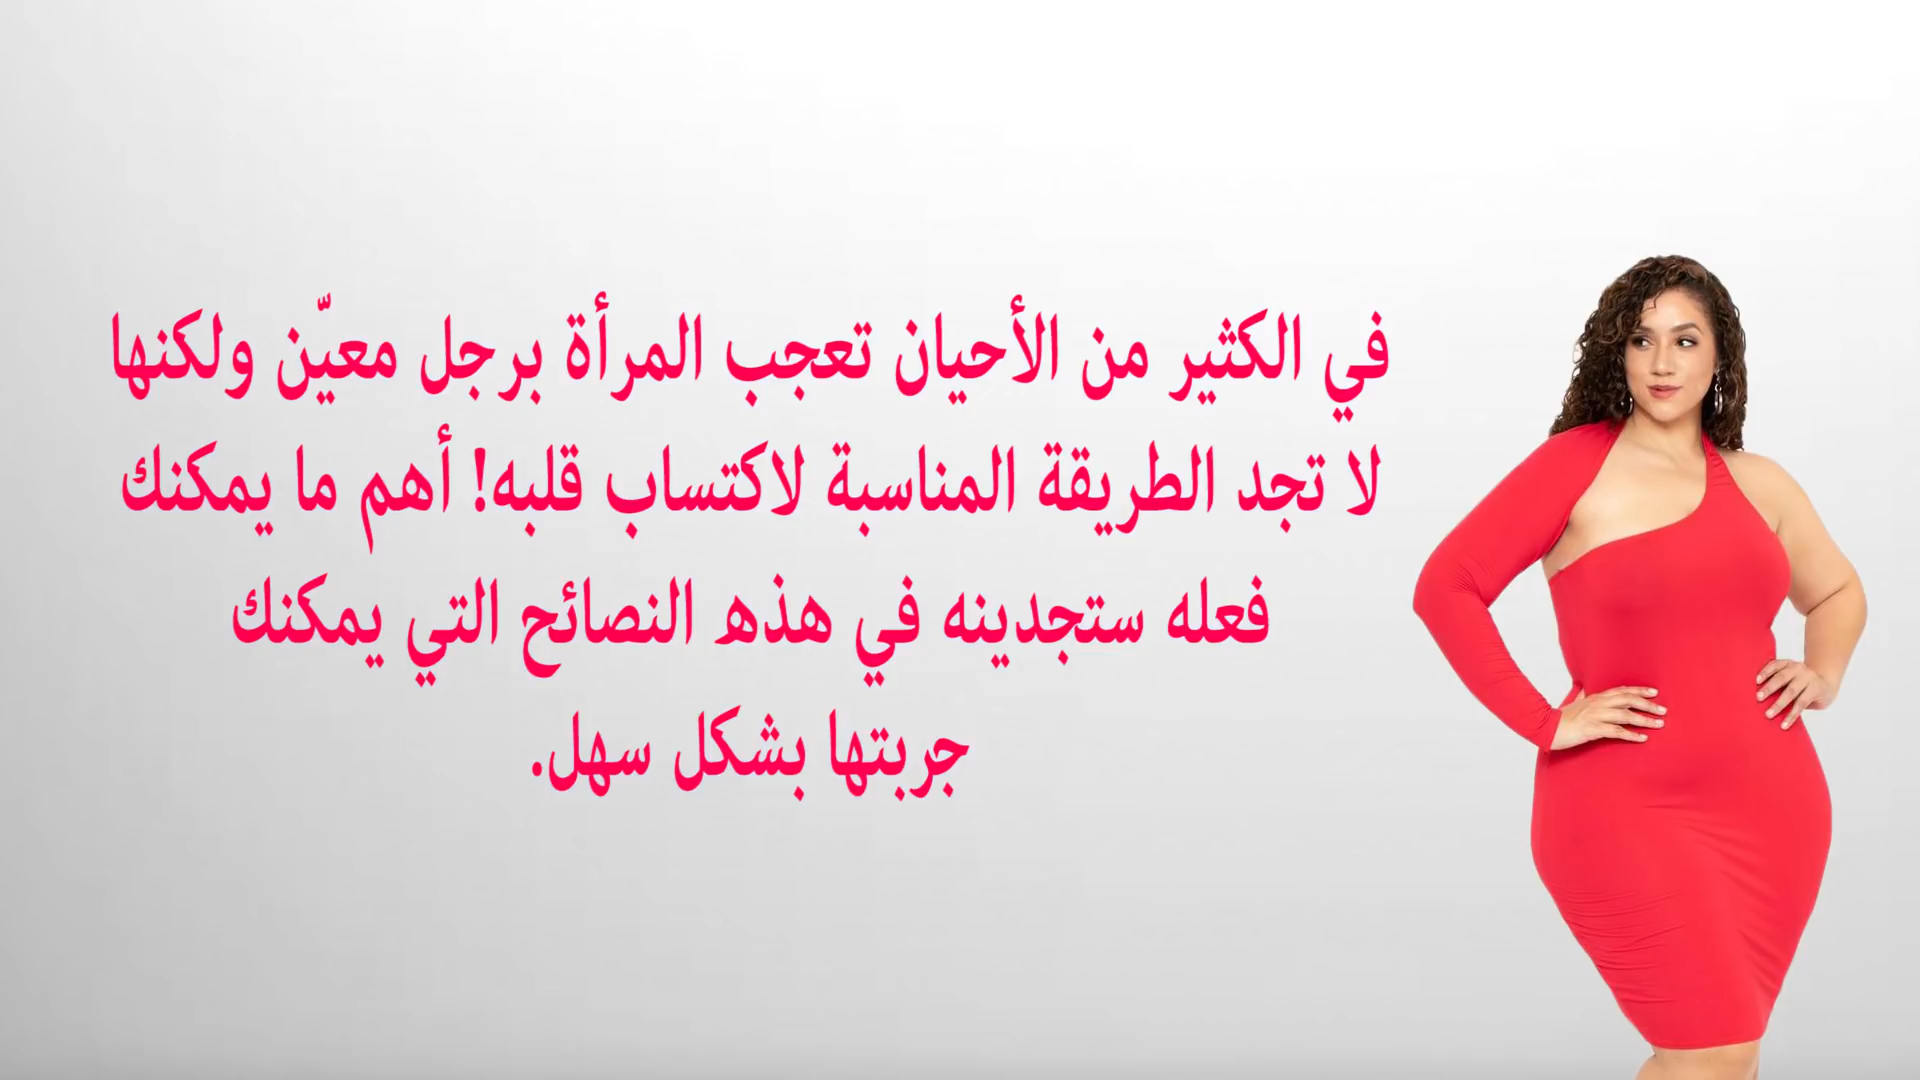 في الكثير من الأحيان تعجب المرأة برجل معيّن ولكنها
لا تجد الطريقة المناسبة لاكتساب قلبه! أهم ما يمكنك
فعله ستجدينه في هذه النصائح التي يمكنك
جربتها بشكل سهل.